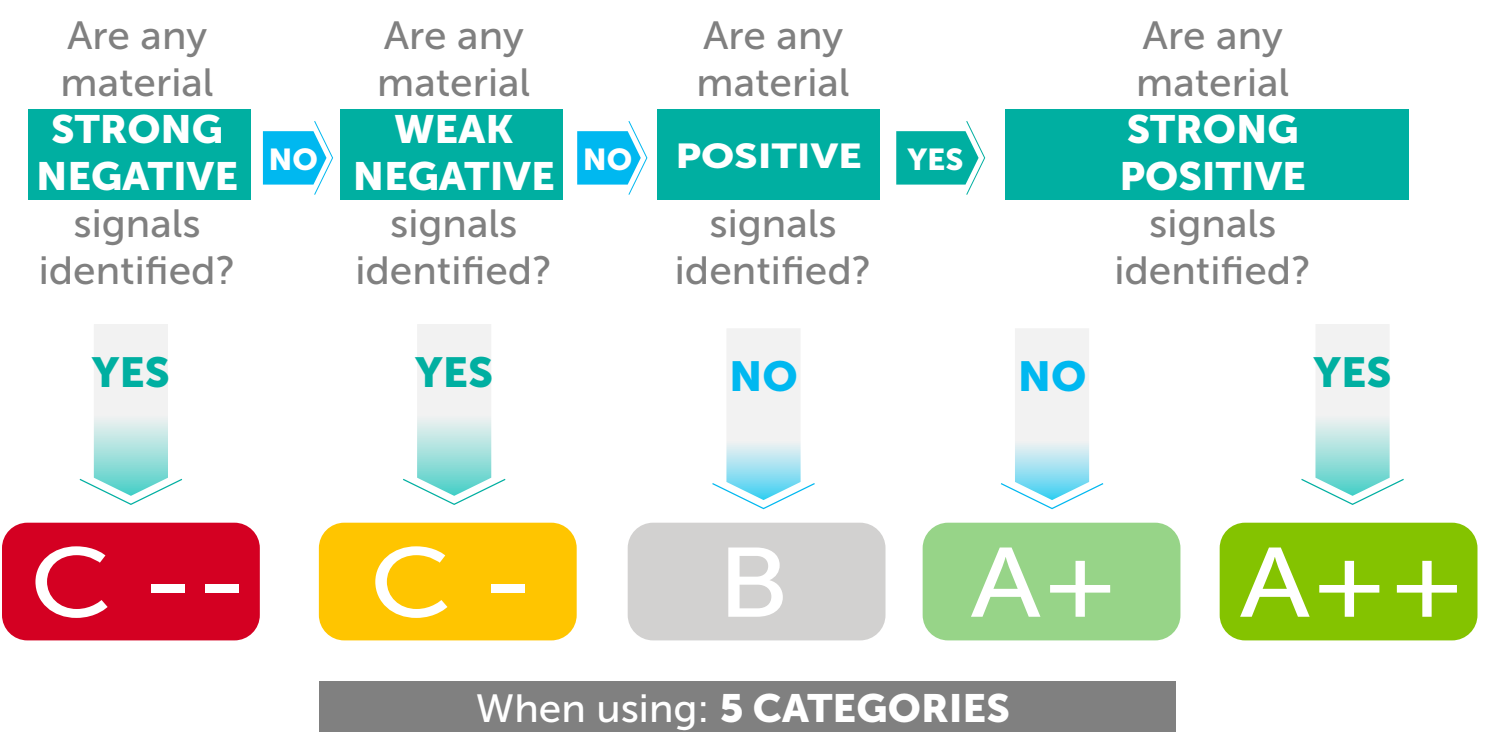 Are any
material
STRONG
NEGATIVE
signals
identified?
NO
Are any
material
WEAK
NEGATIVE
signals
identified?
NO
Are any
material
POSITIVE
signals
identified?
YES
Are any
material
STRONG
POSITIVE
signals
identified?
YES
YES
NO
NO
YES
C --
C -
B
A+
A++
When using: 5 CATEGORIES